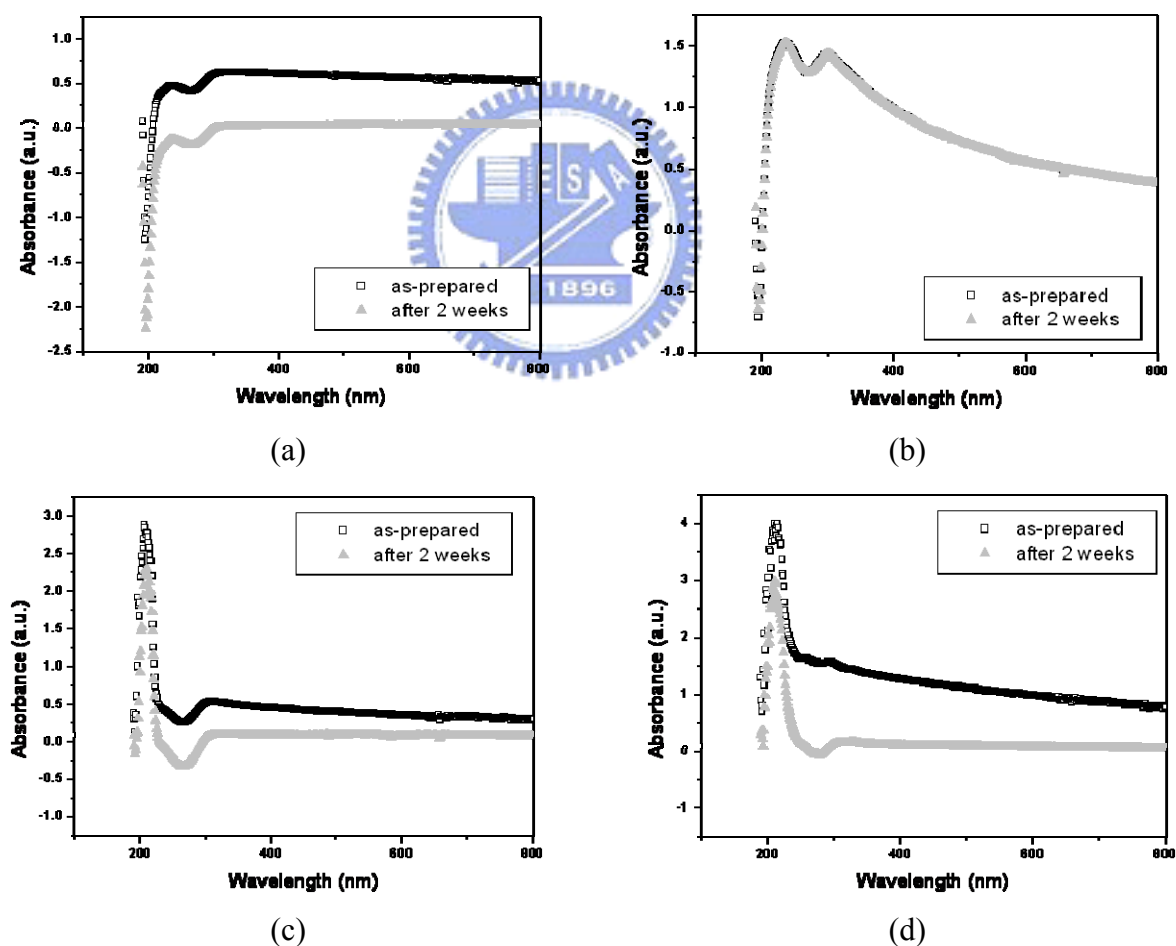 1.0
0.5
0.0
-0.5
-1.0
-1.5
-2.0
-2.5
200
400
600
800
Absorbance (a.u.)
Wavelength (nm)
as-prepared
after 2 weeks
(a)
1.5
1.0
0.5
0.0
-0.5
-1.0
200
400
600
800
Absorbance (a.u.)
Wavelength (nm)
as-prepared
after 2 weeks
(b)
E S A
1896
3.0
2.5
2.0
1.5
1.0
0.5
0.0
-0.5
-1.0
200
400
600
800
Absorbance (a.u.)
Wavelength (nm)
as-prepared
after 2 weeks
(c)
4
3
2
1
0
-1
200
400
600
800
Absorbance (a.u.)
Wavelength (nm)
as-prepared
after 2 weeks
(d)